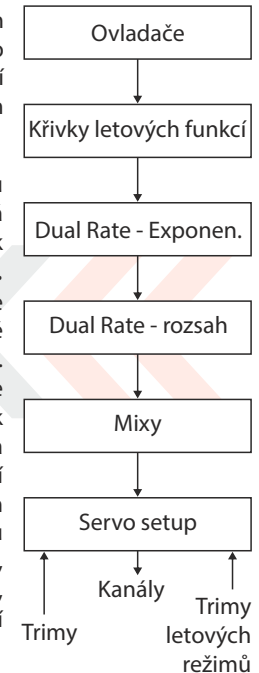 Ovladače
Křivky letových funkcí
Dual Rate - Exponen.
Dual Rate - rozsah
Mixy
Servo setup
Kanály
Trimy
Trimy
letových
režimů